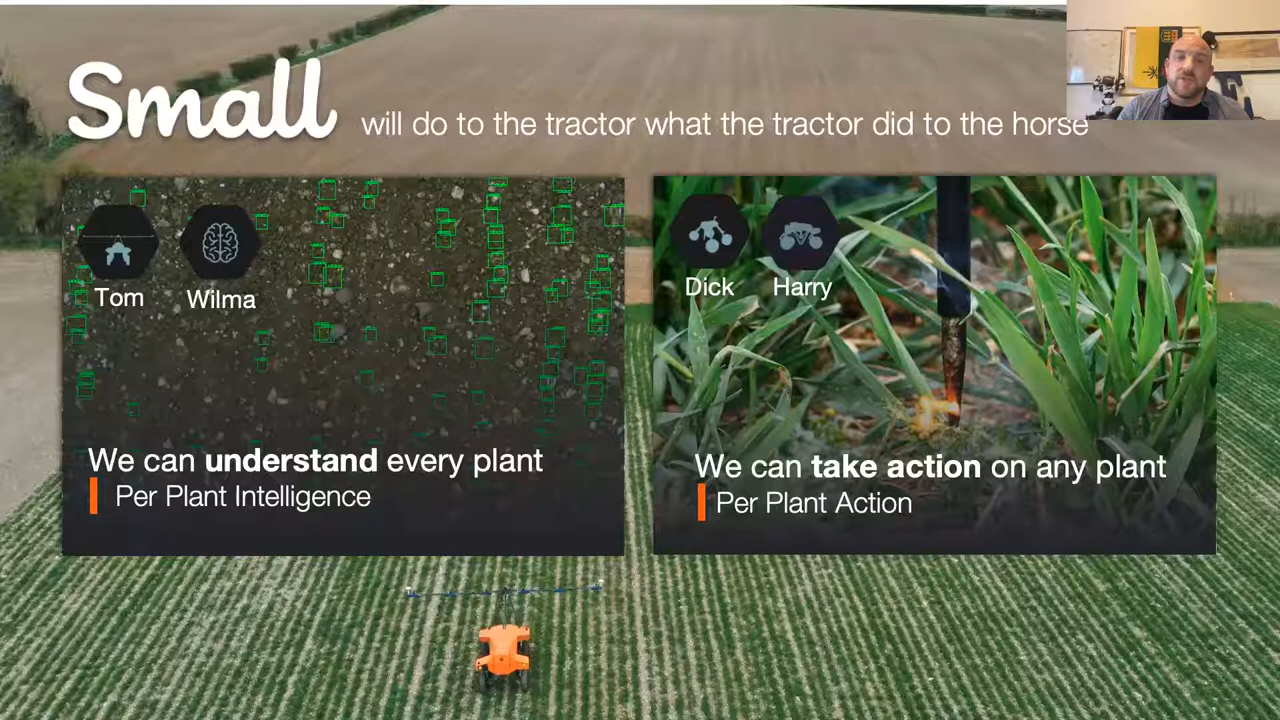 Small will do to the tractor what the tractor did to the horse
Tom Wilma
We can understand every plant
Per Plant Intelligence
Dick Harry
We can take action on any plant
Per Plant Action